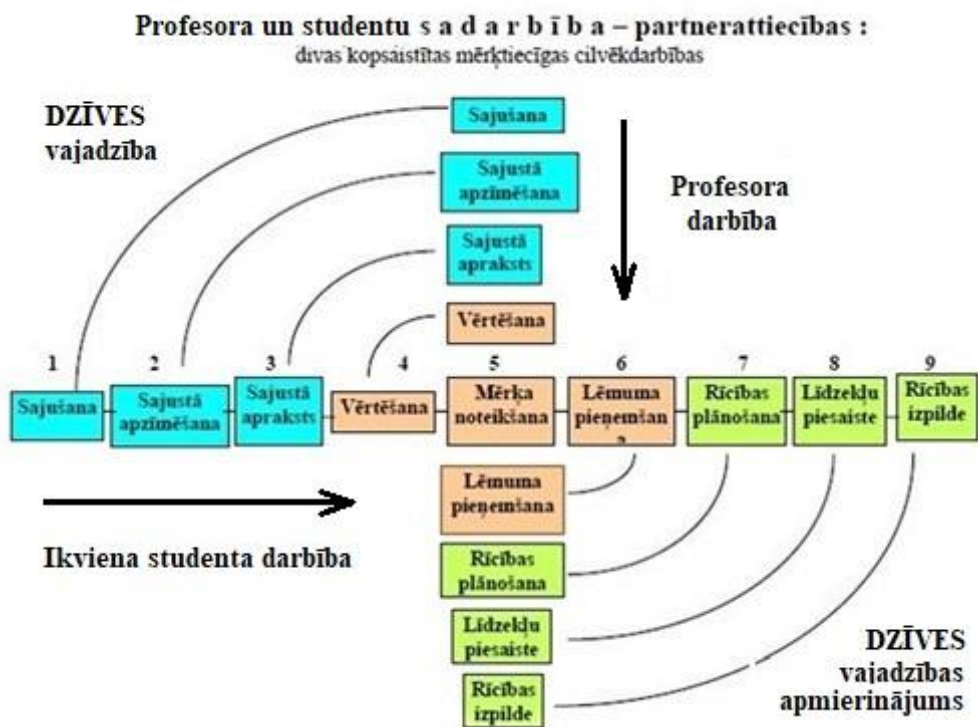 Profesora un studentu s a d a r b ī b a – partnerattiecības :
divas kopsaistītas mērķtiecīgas cilvēkdarbības
DZĪVES
vajadzība
Sajušana
Sajustā
apzīmēšana
Profesora
darbība
Sajustā
apraksts
Vērtēšana
1 2 3 4 5 6 7 8 9
Sajušana
Sajustā
apzīmēšana
Sajustā
apraksts
Vērtēšana
Mērķa
noteikšana
Lēmuma
pieņemšan
Rīcības
plānošana
Līdzekļu
piesaiste
Rīcības
izpilde
Lēmuma
pieņemšana
Ikviena studenta darbība
Rīcības
plānošana
Līdzekļu
piesaiste
Rīcības
izpilde
DZĪVES
vajadzības
apmierinājums